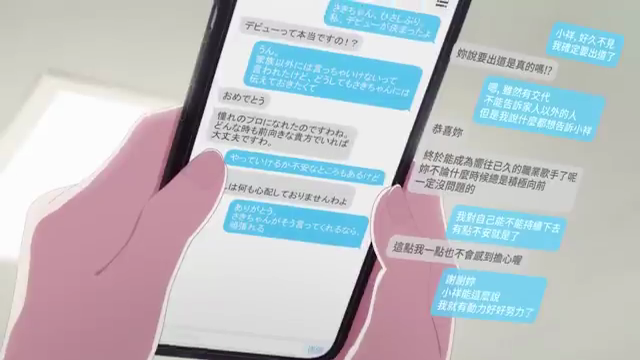 さきちゃん、ひさしぶり。
私、デビューが決まったよ
デビューって本当ですの!?
うん。
家族以外には言っちゃいけないって
言われたけど、どうしてもさきちゃんには
伝えておきたくて
おめでとう
憧れのプロになれたのですわね。
どんな時も前向きな貴方でいれば
大丈夫ですわ。
やっていけるか不安なところもあるけど
は何も心配しておりませんわよ
ありがとう。
さきちゃんがそう言ってくれるなら、
頑張れる
小祥,好久不見
我確定要出道了
妳說要出道是真的嗎!?
嗯,雖然有交代
不能告訴家人以外的人
但是我說什麼都想告訴小祥
恭喜妳
終於能成為嚮往已久的職業歌手了呢
妳不論什麼時候總是積極向前
一定沒問題的
我對自己能不能持續下去
有點不安就是了
這點我一點也不會感到擔心喔
謝謝妳
小祥能這麼說
我就有動力好好努力了